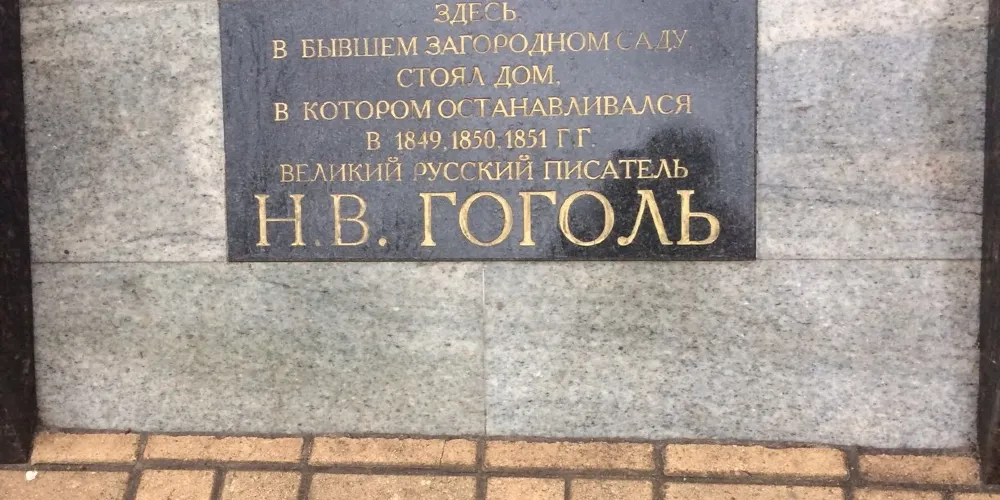 ЗДЕСЬ,
В БЫВШЕМ ЗАГОРОДНОМ САДУ,
СТОЯЛ ДОМ,
В КОТОРОМ ОСТАНАВЛИВАЛСЯ
В 1849, 1850, 1851 Г.Г.
ВЕЛИКИЙ РУССКИЙ ПИСАТЕЛЬ
Н.В. ГОГОЛЬ